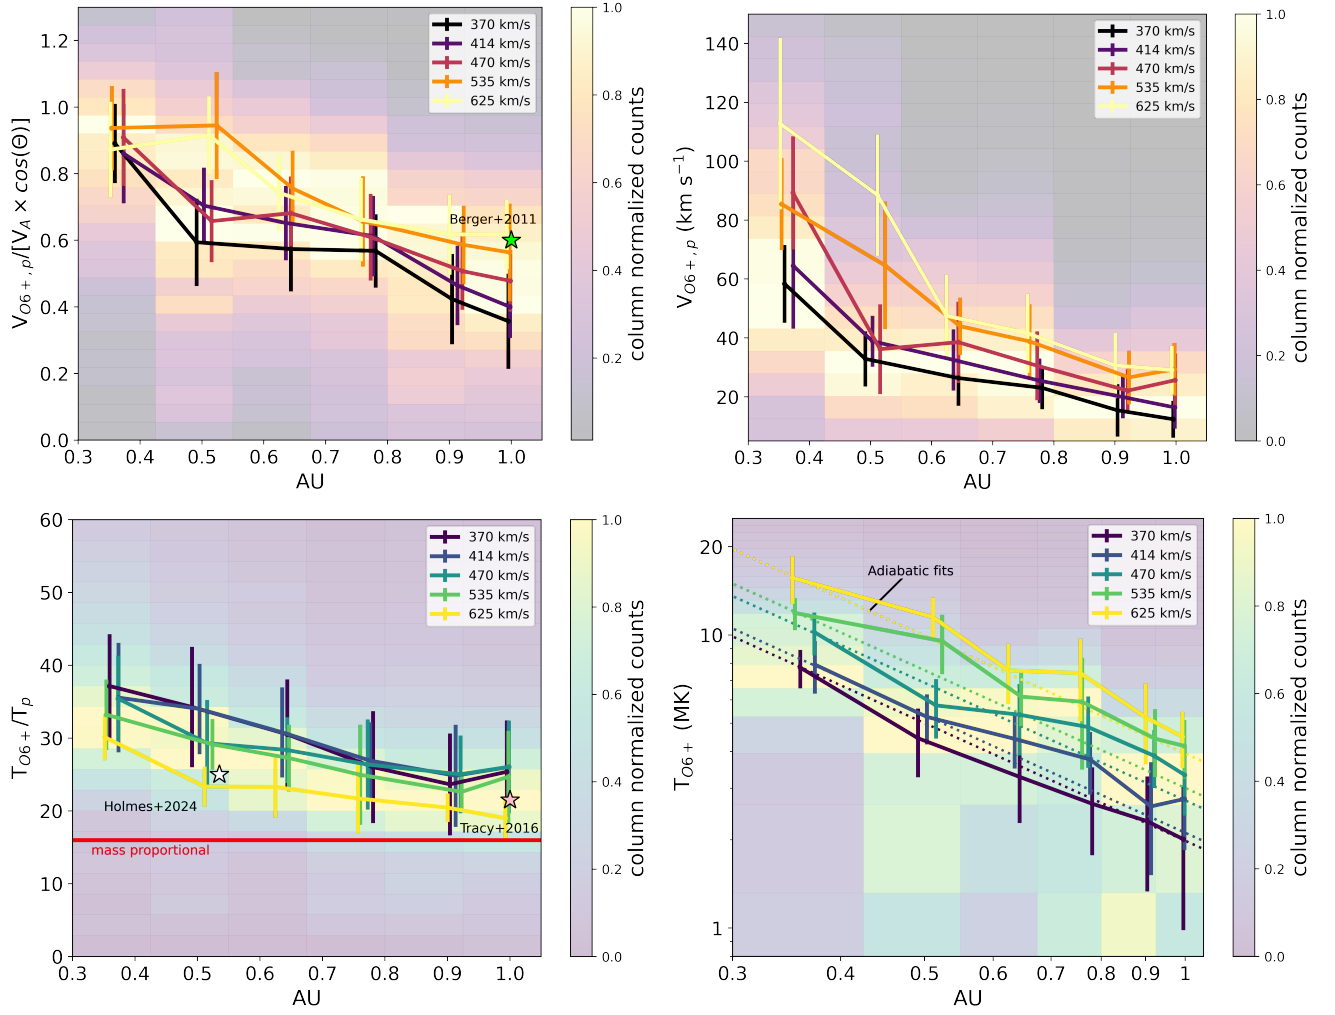 V_{O6+,p}/[V_A × cos(Θ)]
1.2
1.0
0.8
0.6
0.4
0.2
0.0
370 km/s
414 km/s
470 km/s
535 km/s
625 km/s
Berger+2011
0.3 0.4 0.5 0.6 0.7 0.8 0.9 1.0
AU
1.0
0.8
0.6
0.4
0.2
column normalized counts
V_{O6+,p} (km s⁻¹)
140
120
100
80
60
40
20
370 km/s
414 km/s
470 km/s
535 km/s
625 km/s
0.3 0.4 0.5 0.6 0.7 0.8 0.9 1.0
AU
1.0
0.8
0.6
0.4
0.2
0.0
column normalized counts
T_{O6+}/T_p
60
50
40
30
20
10
0
370 km/s
414 km/s
470 km/s
535 km/s
625 km/s
Holmes+2024
Tracy+2016
mass proportional
0.3 0.4 0.5 0.6 0.7 0.8 0.9 1.0
AU
1.0
0.8
0.6
0.4
0.2
0.0
column normalized counts
T_{O6+} (MK)
20
10
2
1
370 km/s
414 km/s
470 km/s
535 km/s
625 km/s
Adiabatic fits
0.3 0.4 0.5 0.6 0.7 0.8 0.9 1
AU
1.0
0.8
0.6
0.4
0.2
0.0
column normalized counts